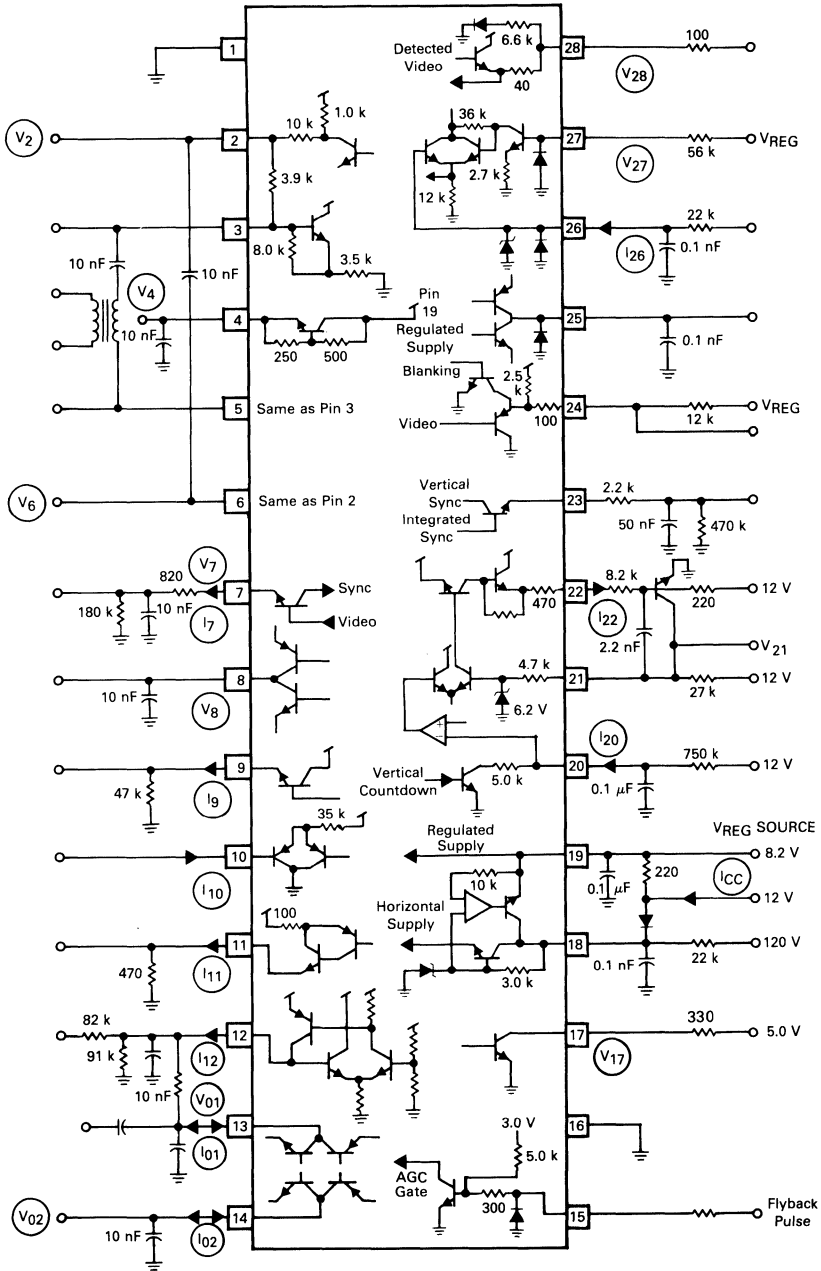 1
28
6.6 k
100
Detected
Video
40
V28
V2
2
10 k
1.0 k
3.9 k
36 k
2.7 k
12 k
27
56 k
VREG
V27
3
8.0 k
3.5 k
10 nF
10 nF
26
22 k
0.1 nF
I26
V4
10 nF
4
250
500
Pin
19
Regulated
Supply
25
0.1 nF
Blanking
2.5
k
5
Same as Pin 3
Video
100
24
12 k
VREG
V6
6
Same as Pin 2
Vertical
Sync
Integrated
Sync
23
2.2 k
50 nF
470 k
V7
820
7
Sync
Video
180 k
10 nF
I7
470
22
8.2 k
220
12 V
I22
2.2 nF
V21
8
10 nF
V8
4.7 k
6.2 V
21
27 k
12 V
9
47 k
I9
Vertical
Countdown
5.0 k
20
I20
750 k
12 V
0.1 μF
10
I10
35 k
Regulated
Supply
19
VREG SOURCE
8.2 V
0.1 μF
220
ICC
12 V
10 k
11
I11
100
470
Horizontal
Supply
3.0 k
18
0.1 nF
22 k
120 V
82 k
91 k
12
I12
10 nF
17
330
5.0 V
V17
V01
13
I01
3.0 V
5.0 k
16
V02
14
10 nF
I02
AGC
Gate
300
15
Flyback
Pulse